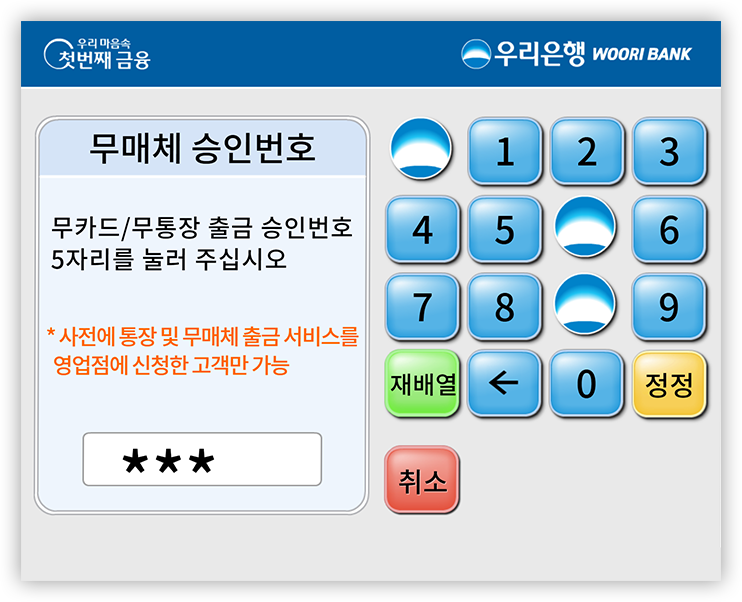 우리 마음속
첫번째 금융
우리은행 WOORI BANK
무매체 승인번호
무카드/무통장 출금 승인번호
5자리를 눌러 주십시오
* 사전에 통장 및 무매체 출금 서비스를
영업점에 신청한 고객만 가능
***
1 2 3
4 5 6
7 8 9
재배열 ← 0 정정
취소